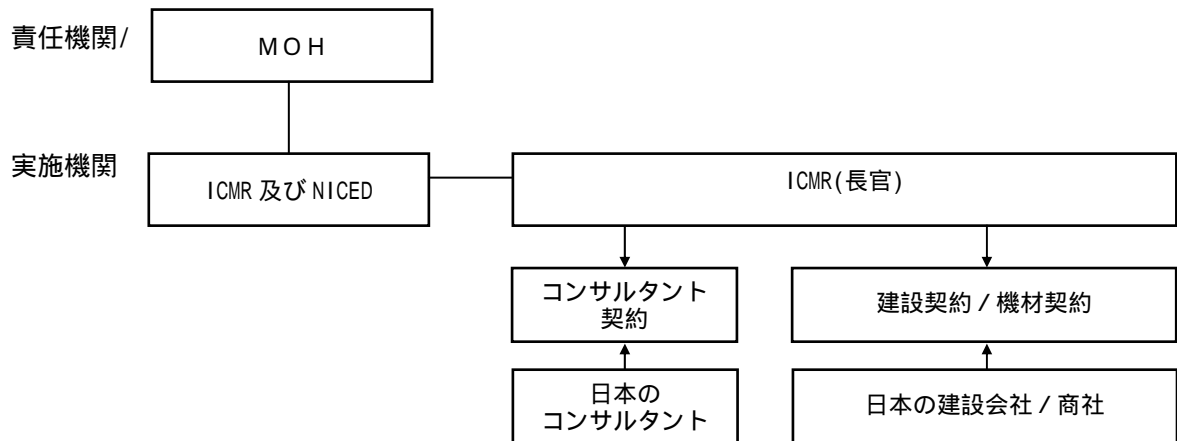 責任機関/
ＭＯＨ
実施機関
ICMR 及び NICED
ICMR(長官)
コンサルタント
契約
建設契約 / 機材契約
日本の
コンサルタント
日本の建設会社 / 商社